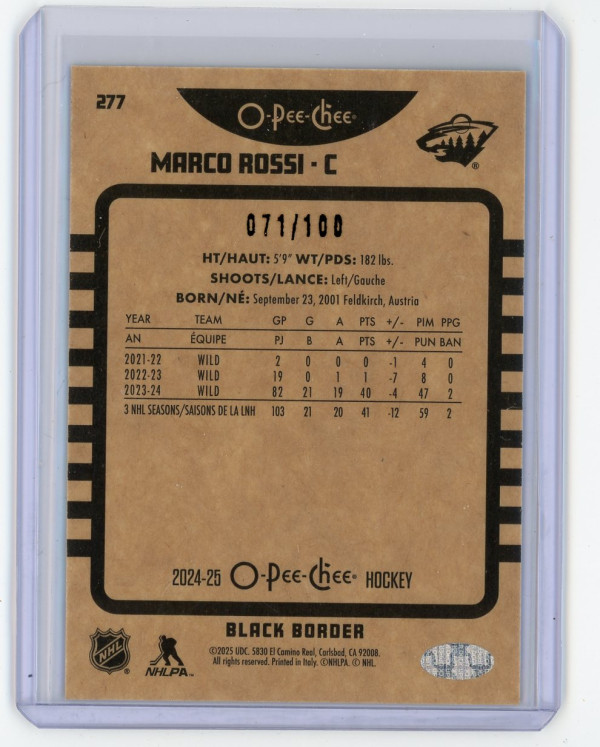 277
O-Pee-Chee®
MARCO ROSSI - C
®
071/100
HT/HAUT: 5'9" WT/PDS: 182 lbs.
SHOOTS/LANCE: Left/Gauche
BORN/NÉ: September 23, 2001 Feldkirch, Austria
YEAR TEAM GP G A PTS +/- PIM PPG
AN ÉQUIPE PJ B A PTS +/- PUN BAN
2021-22 WILD 2 0 0 0 -1 4 0
2022-23 WILD 19 0 1 1 -7 8 0
2023-24 WILD 82 21 19 40 -4 47 2
3 NHL SEASONS/SAISONS DE LA LNH 103 21 20 41 -12 59 2
2024-25 O-Pee-Chee® HOCKEY
BLACK BORDER
NHL
NHLPA™
©2025 UDC. 5830 El Camino Real, Carlsbad, CA 92008.
All rights reserved. Printed in Italy. ©NHLPA. © NHL.